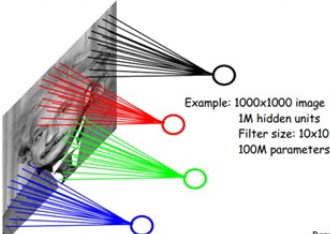 Example: 1000x1000 image
1M hidden units
Filter size: 10x10
100M parameters